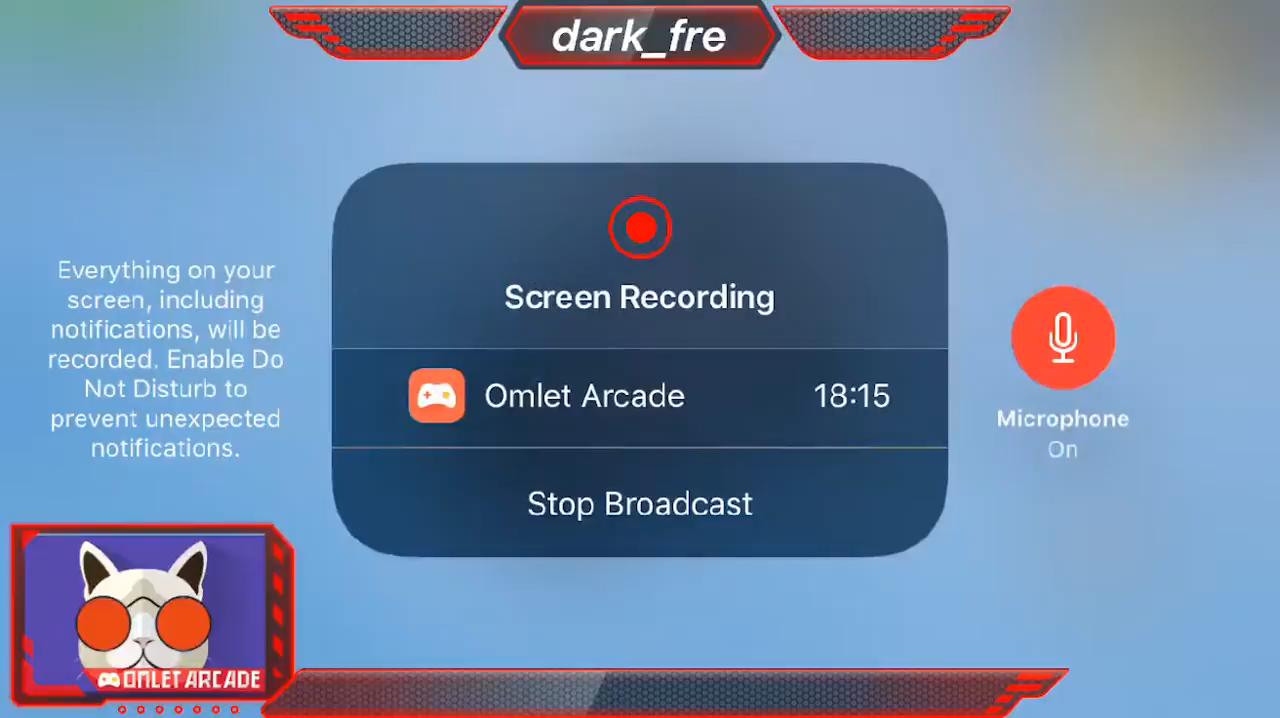 dark_fre
Everything on your
screen, including
notifications, will be
recorded. Enable Do
Not Disturb to
prevent unexpected
notifications.
Screen Recording
Omlet Arcade 18:15
Stop Broadcast
Microphone
On
OMLET ARCADE